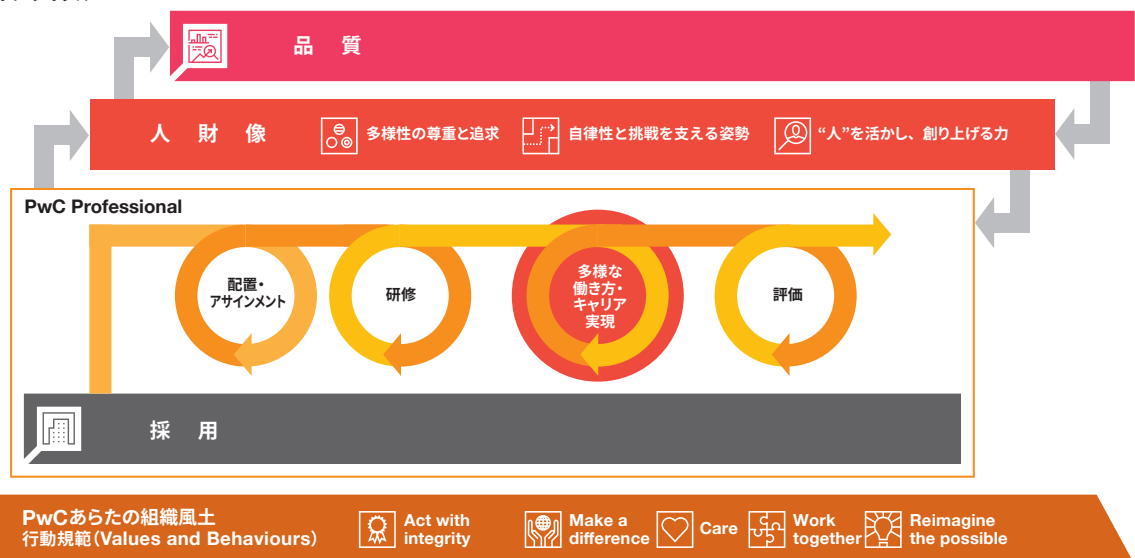 品 質
人 財 像
多様性の尊重と追求
自律性と挑戦を支える姿勢
“人”を活かし、創り上げる力
PwC Professional
配置・
アサインメント
研修
多様な
働き方・
キャリア
実現
評価
採 用
PwCあらたの組織風土
行動規範(Values and Behaviours)
Act with
integrity
Make a
difference
Care
Work
together
Reimagine
the possible